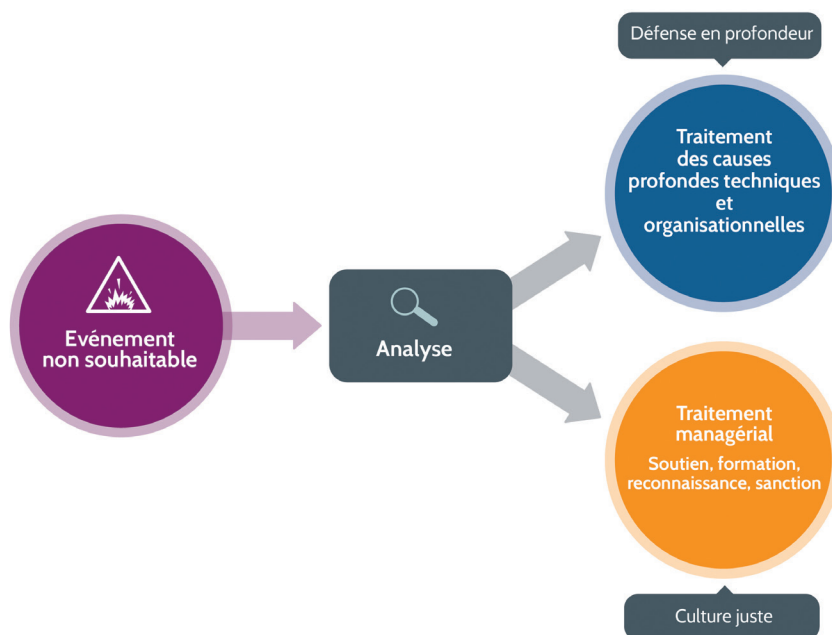 Défense en profondeur
Traitement
des causes
profondes techniques
et
organisationnelles
Evénement
non souhaitable
Analyse
Traitement
managérial
Soutien, formation,
reconnaissance, sanction
Culture juste